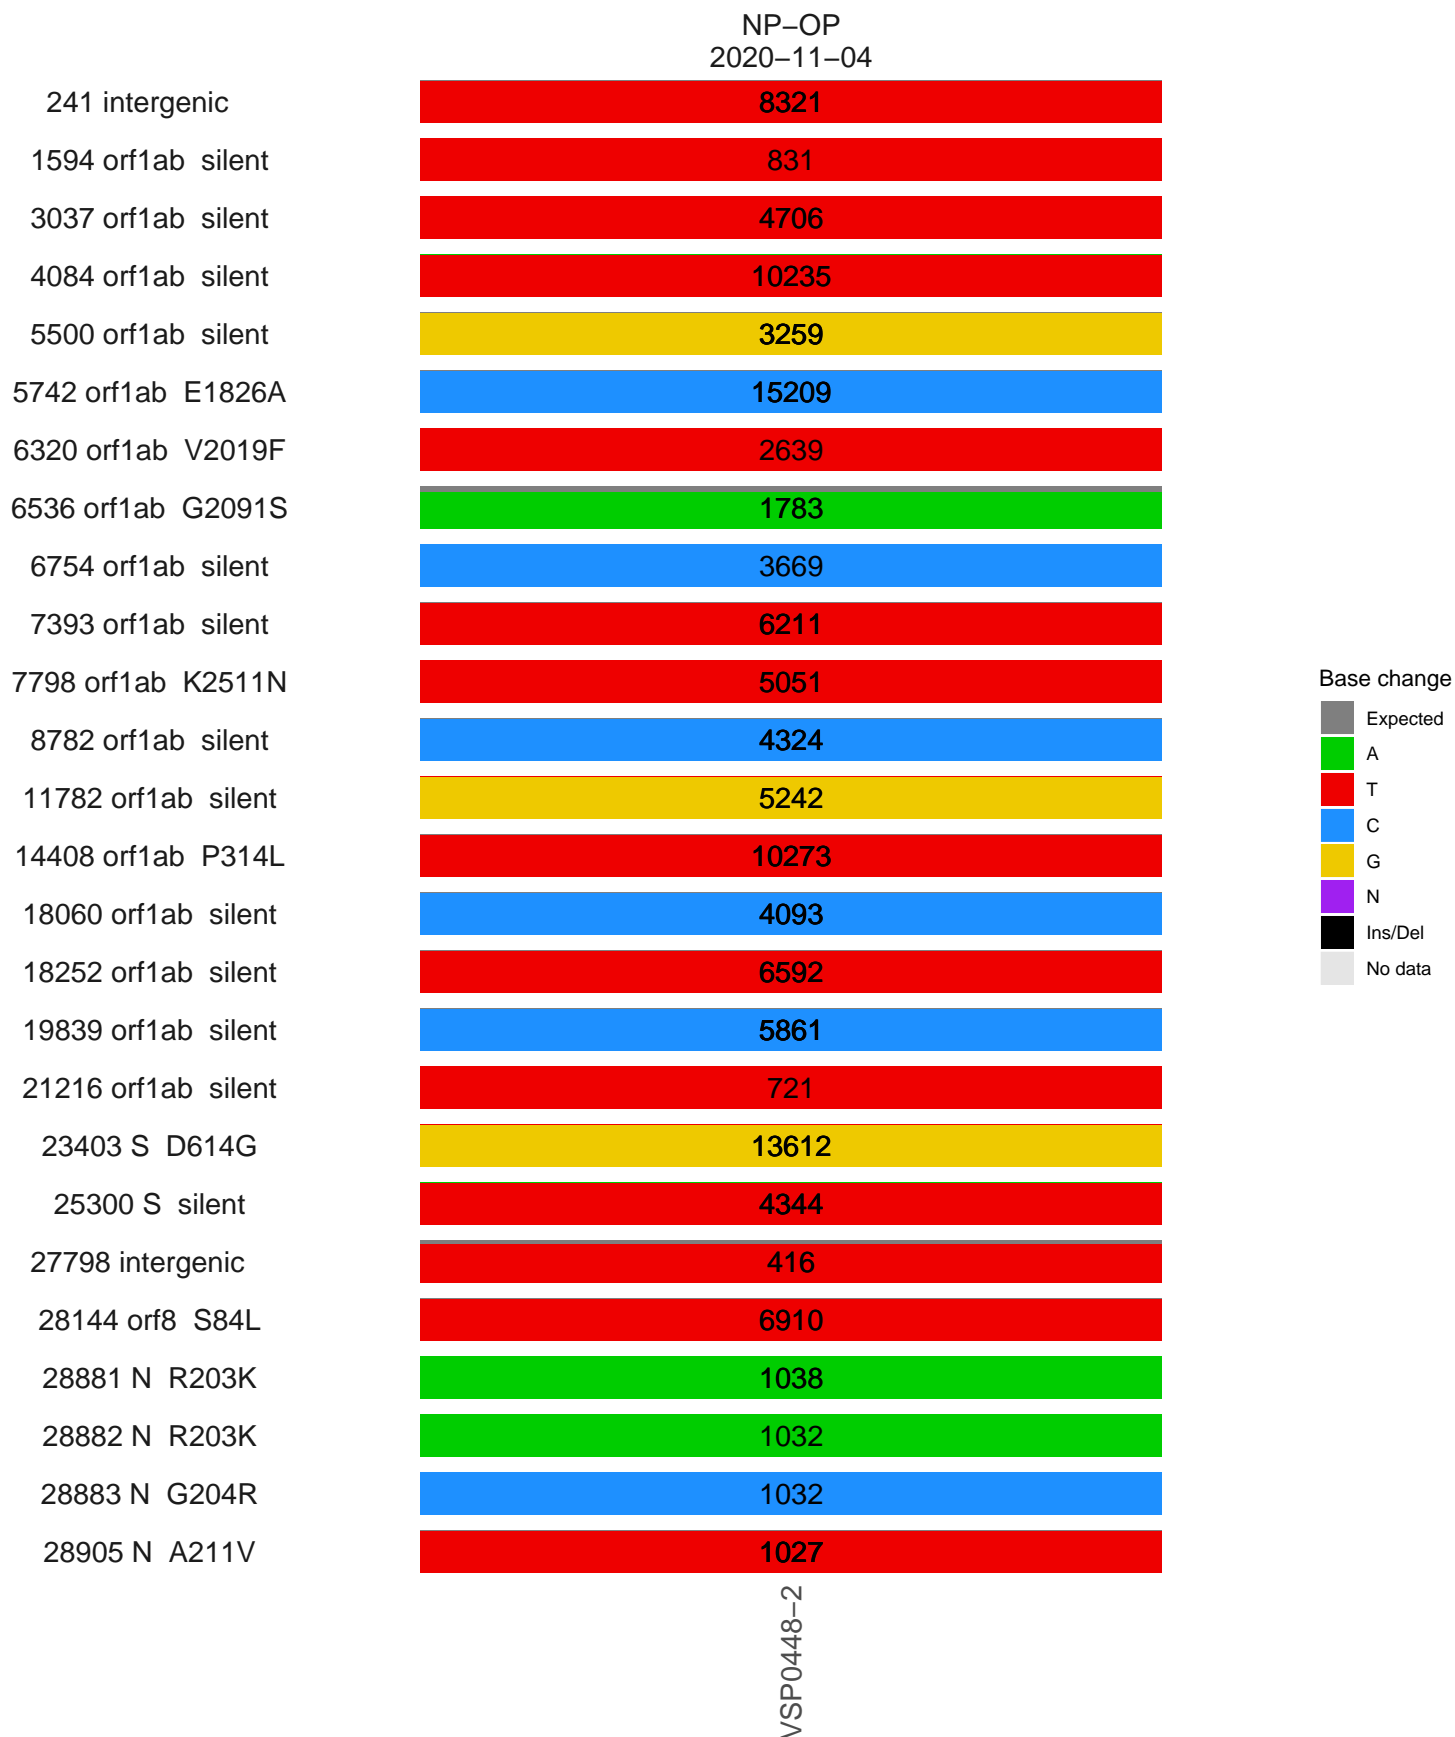 NP−OP
2020−11−04
241 intergenic 8321
1594 orf1ab silent 831
3037 orf1ab silent 4706
4084 orf1ab silent 10235
5500 orf1ab silent 3259
5742 orf1ab E1826A 15209
6320 orf1ab V2019F 2639
6536 orf1ab G2091S 1783
6754 orf1ab silent 3669
7393 orf1ab silent 6211
7798 orf1ab K2511N 5051
8782 orf1ab silent 4324
11782 orf1ab silent 5242
14408 orf1ab P314L 10273
18060 orf1ab silent 4093
18252 orf1ab silent 6592
19839 orf1ab silent 5861
21216 orf1ab silent 721
23403 S D614G 13612
25300 S silent 4344
27798 intergenic 416
28144 orf8 S84L 6910
28881 N R203K 1038
28882 N R203K 1032
28883 N G204R 1032
28905 N A211V 1027
VSP0448−2
Base change
Expected
A
T
C
G
N
Ins/Del
No data